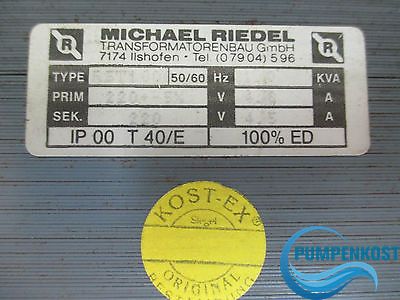 R MICHAEL RIEDEL R
TRANSFORMATORENBAU GmbH
7174 Ilshofen · Tel. (07904) 596
TYPE 50/60 Hz KVA
PRIM V A
SEK. 220 V A
IP 00 T 40/E 100% ED
KOST-EX®
Siegel
ORIGINAL
PUMPENKOST